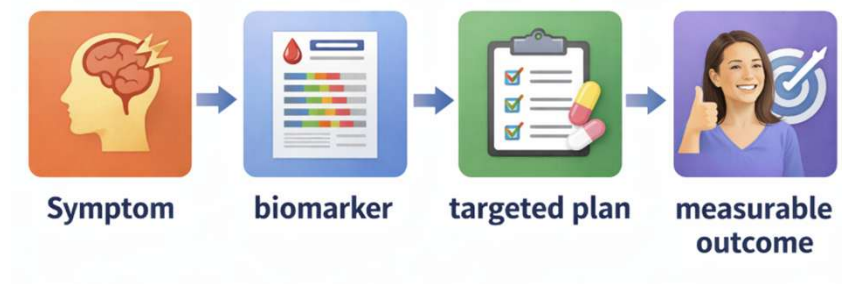 Symptom
biomarker
targeted plan
measurable
outcome